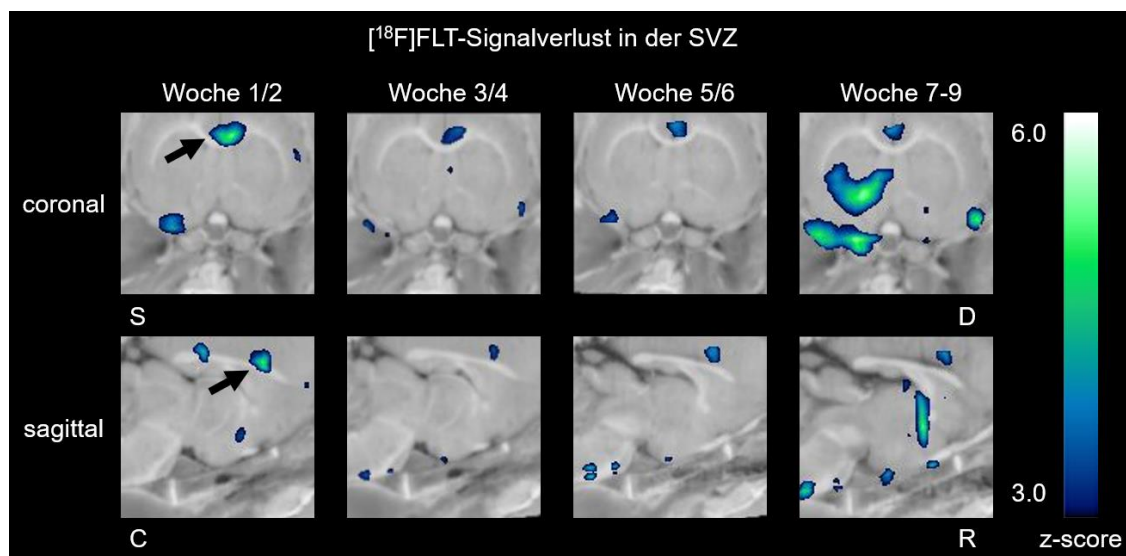 [¹⁸F]FLT-Signalverlust in der SVZ
Woche 1/2 Woche 3/4 Woche 5/6 Woche 7-9
6.0
coronal
S D
sagittal
3.0
C R z-score